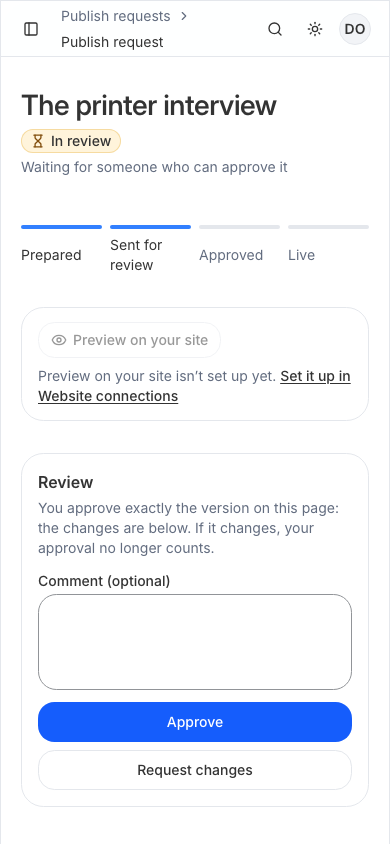 Publish requests
Publish request
DO
The printer interview
In review
Waiting for someone who can approve it
Prepared
Sent for
review
Approved
Live
Preview on your site
Preview on your site isn't set up yet. Set it up in
Website connections
Review
You approve exactly the version on this page:
the changes are below. If it changes, your
approval no longer counts.
Comment (optional)
Approve
Request changes